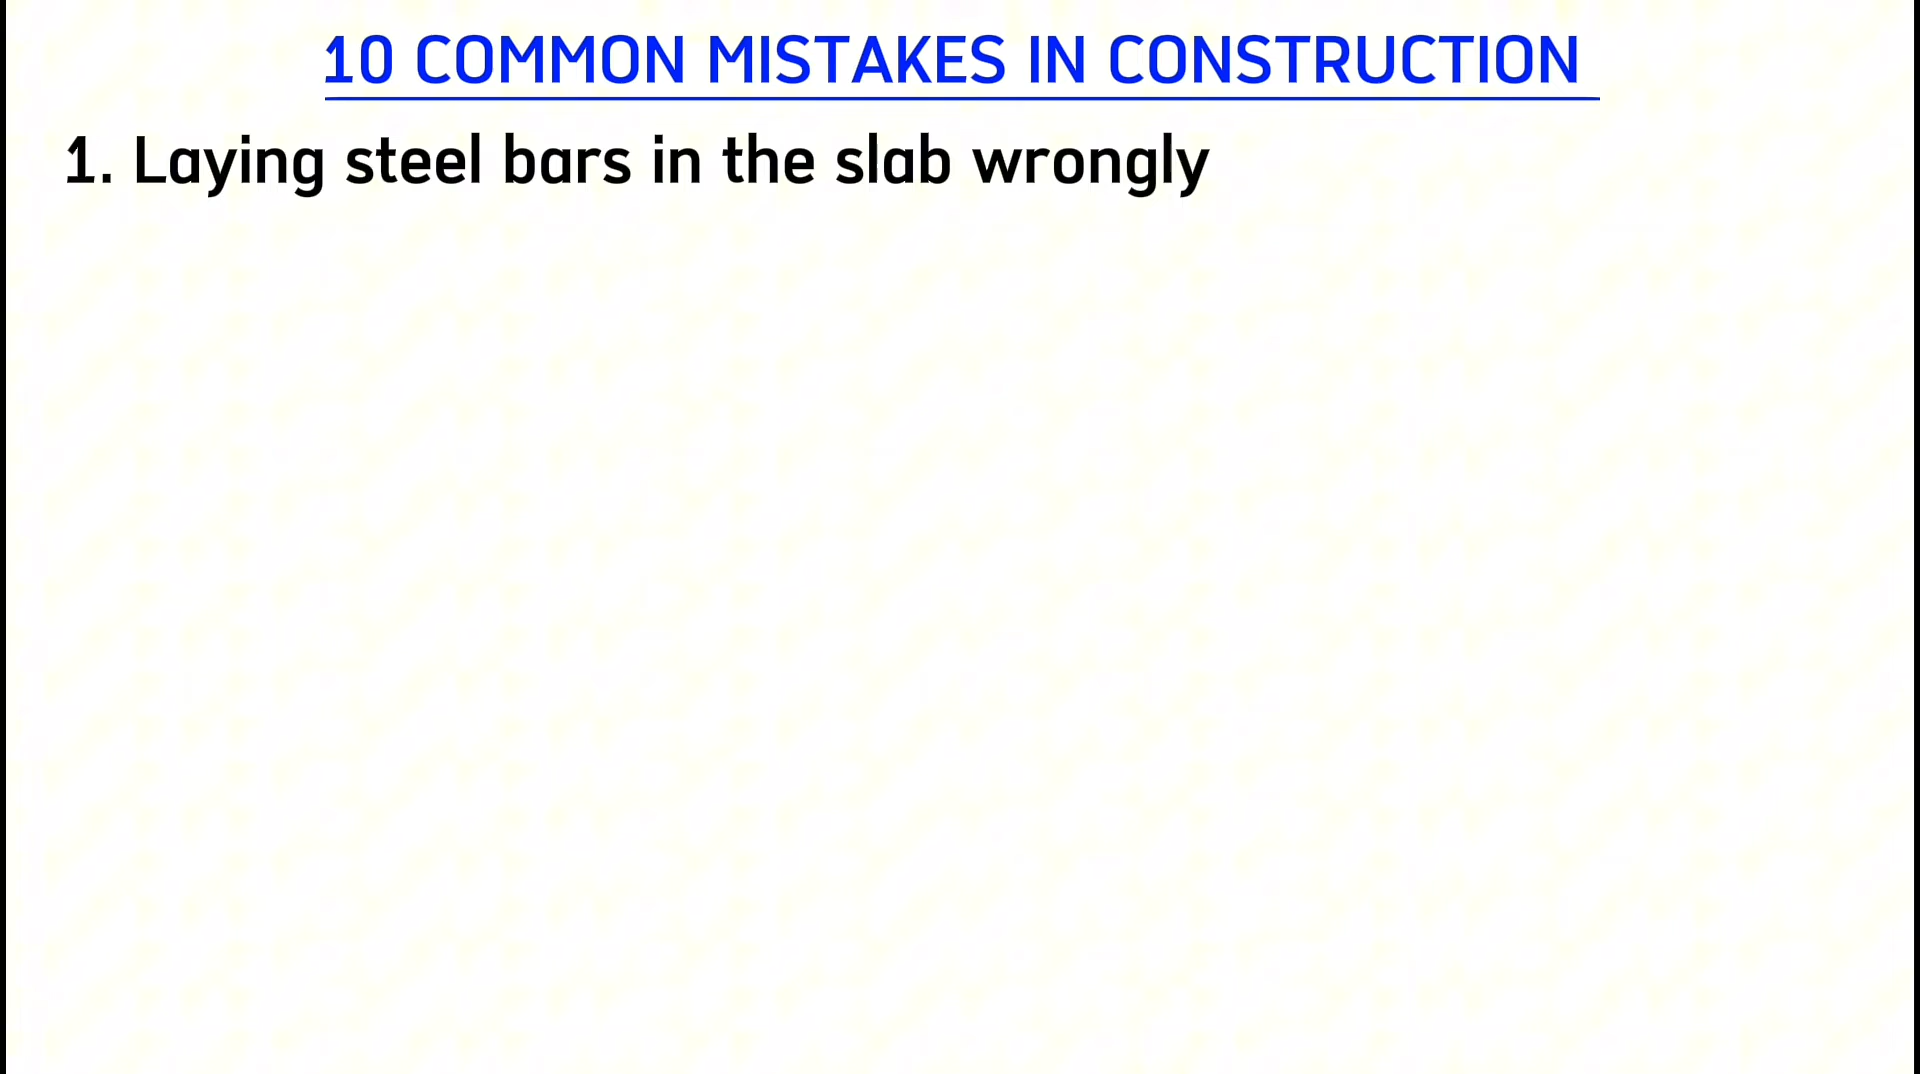 10 COMMON MISTAKES IN CONSTRUCTION
1. Laying steel bars in the slab wrongly